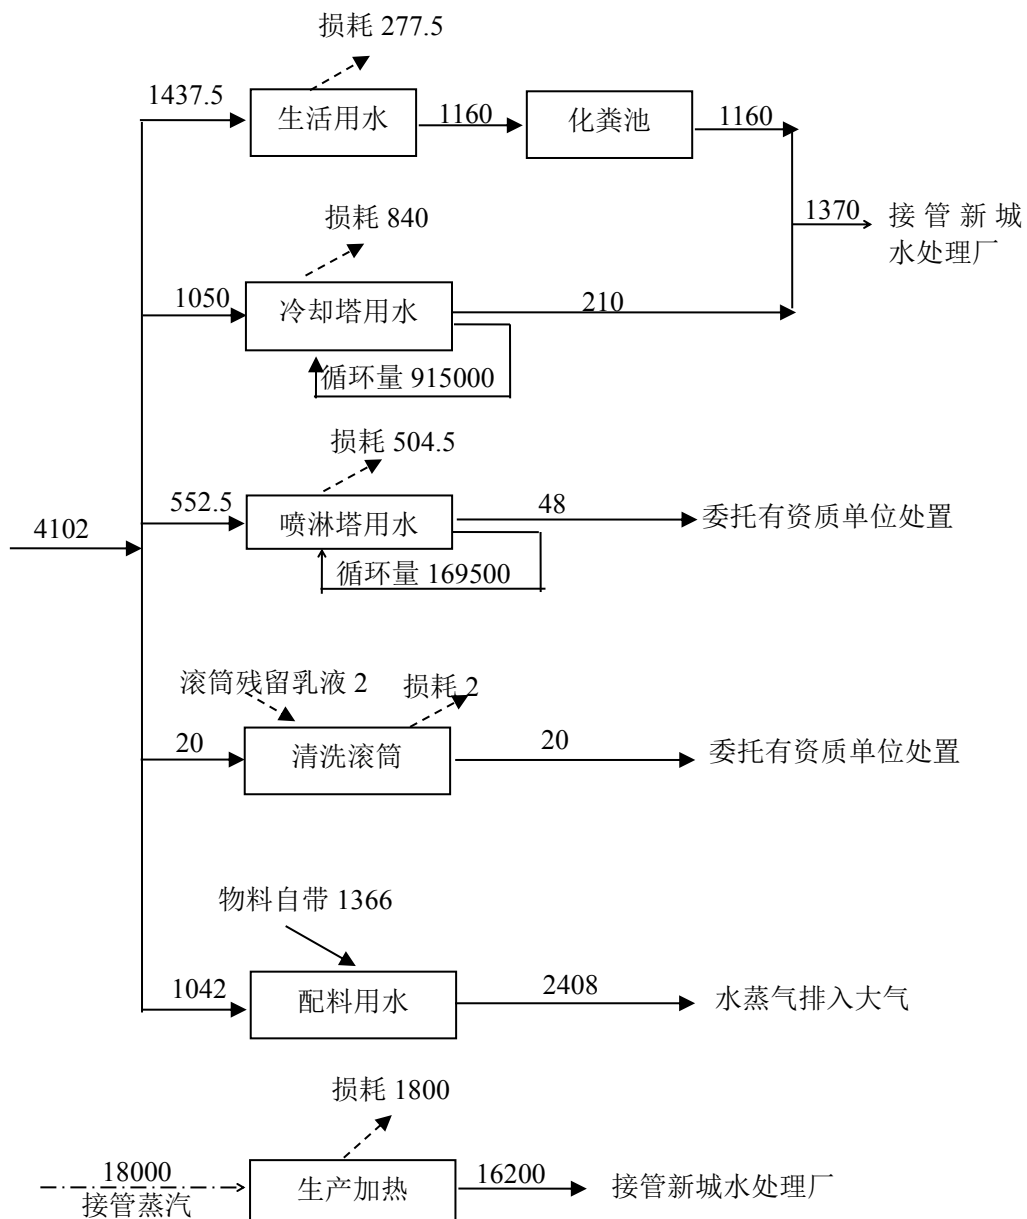 损耗 277.5
1437.5
生活用水
1160
化粪池
1160
1370
接管新城
水处理厂
损耗 840
1050
冷却塔用水
210
循环量 915000
损耗 504.5
552.5
喷淋塔用水
48
委托有资质单位处置
4102
循环量 169500
滚筒残留乳液 2
损耗 2
20
清洗滚筒
20
委托有资质单位处置
物料自带 1366
1042
配料用水
2408
水蒸气排入大气
损耗 1800
18000
接管蒸汽
生产加热
16200
接管新城水处理厂